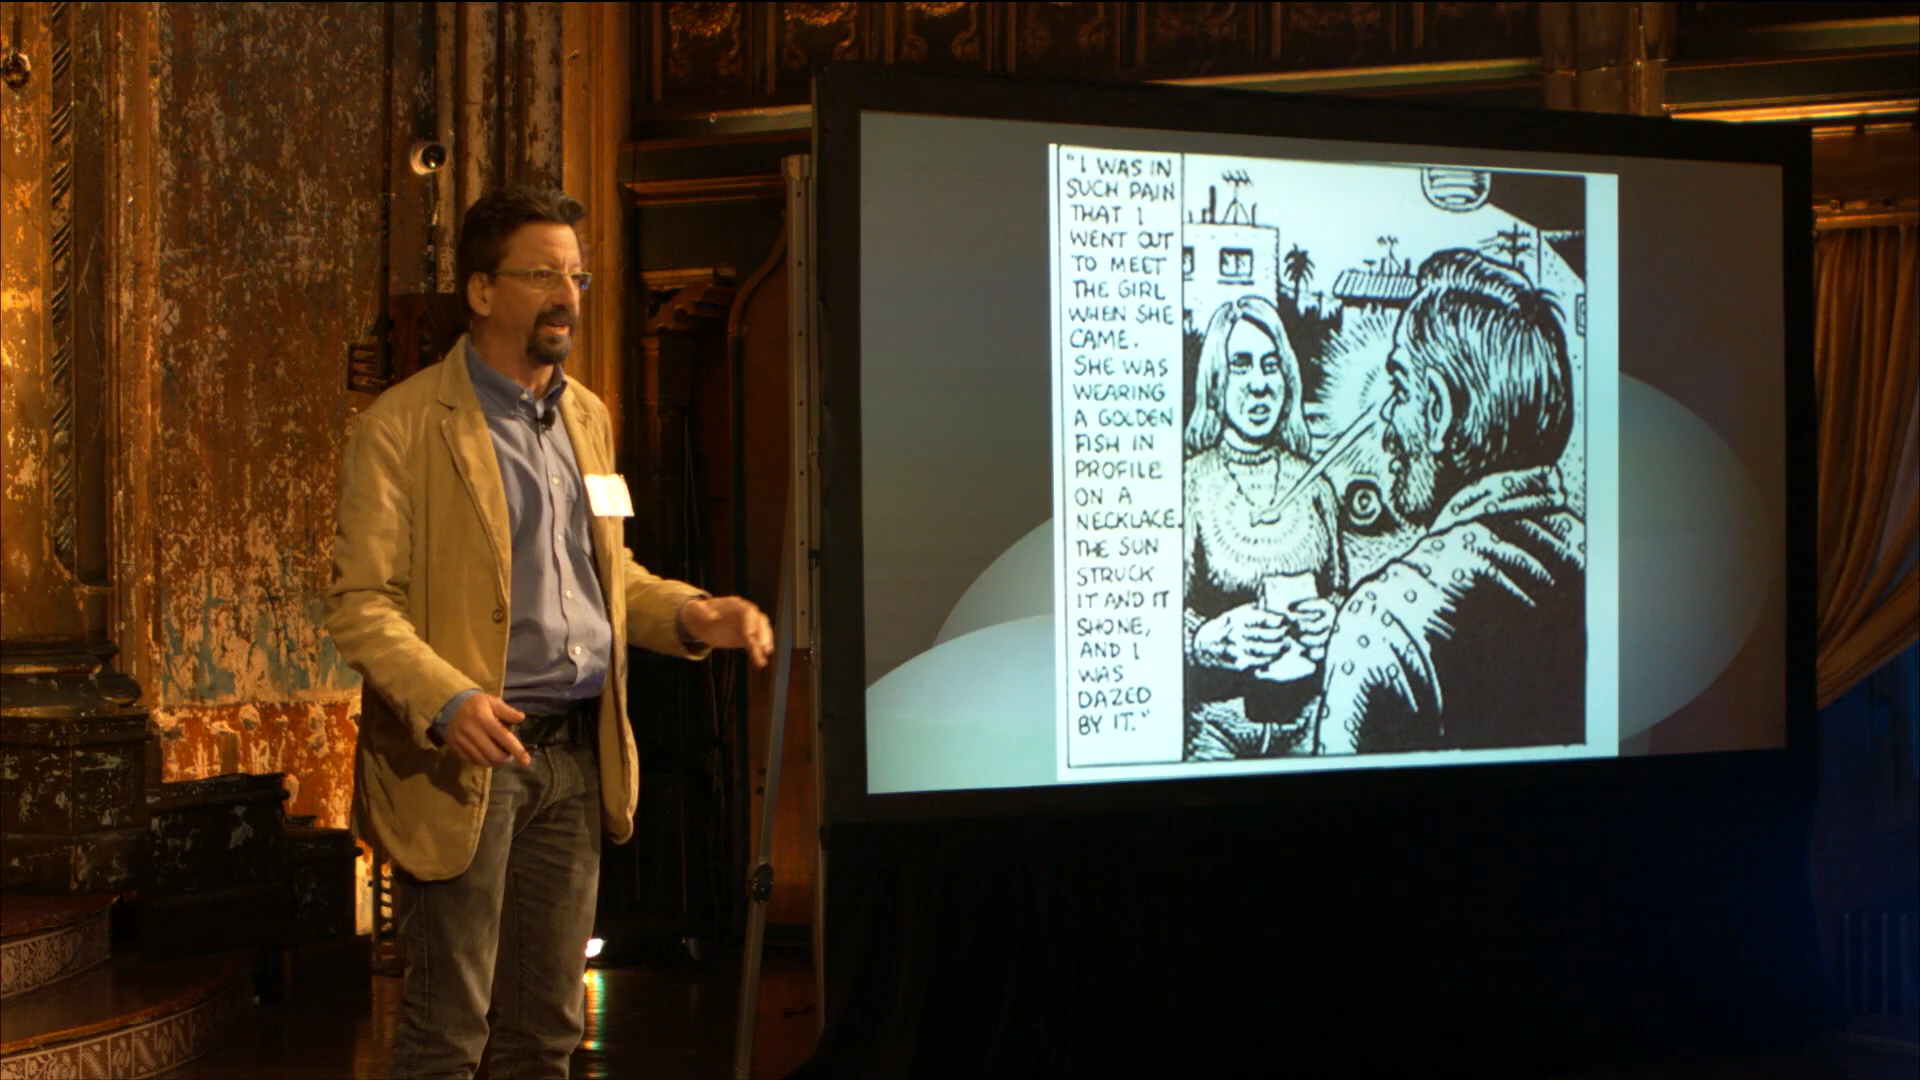 "I WAS IN
SUCH PAIN
THAT I
WENT OUT
TO MEET
THE GIRL
WHEN SHE
CAME.
SHE WAS
WEARING
A GOLDEN
FISH IN
PROFILE
ON A
NECKLACE.
THE SUN
STRUCK
IT AND IT
SHONE,
AND I
WAS
DAZED
BY IT."